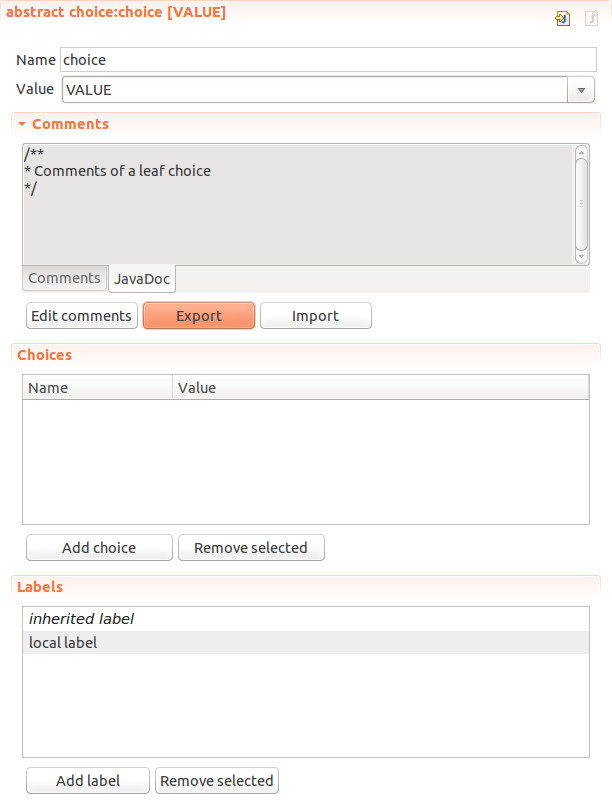 abstract choice:choice [VALUE]
Name choice
Value VALUE
Comments
/**
* Comments of a leaf choice
*/
Comments JavaDoc
Edit comments Export Import
Choices
Name Value
Add choice Remove selected
Labels
inherited label
local label
Add label Remove selected